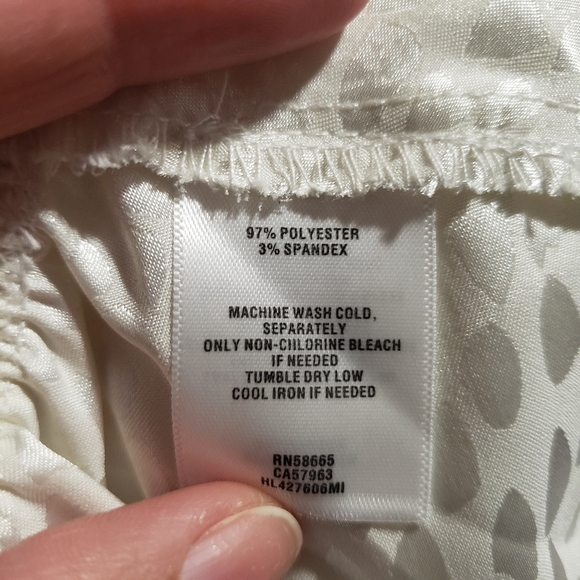 97% POLYESTER
3% SPANDEX
MACHINE WASH COLD,
SEPARATELY
ONLY NON-CHLORINE BLEACH
IF NEEDED
TUMBLE DRY LOW
COOL IRON IF NEEDED
RN58665
CA57963
HL427606MI